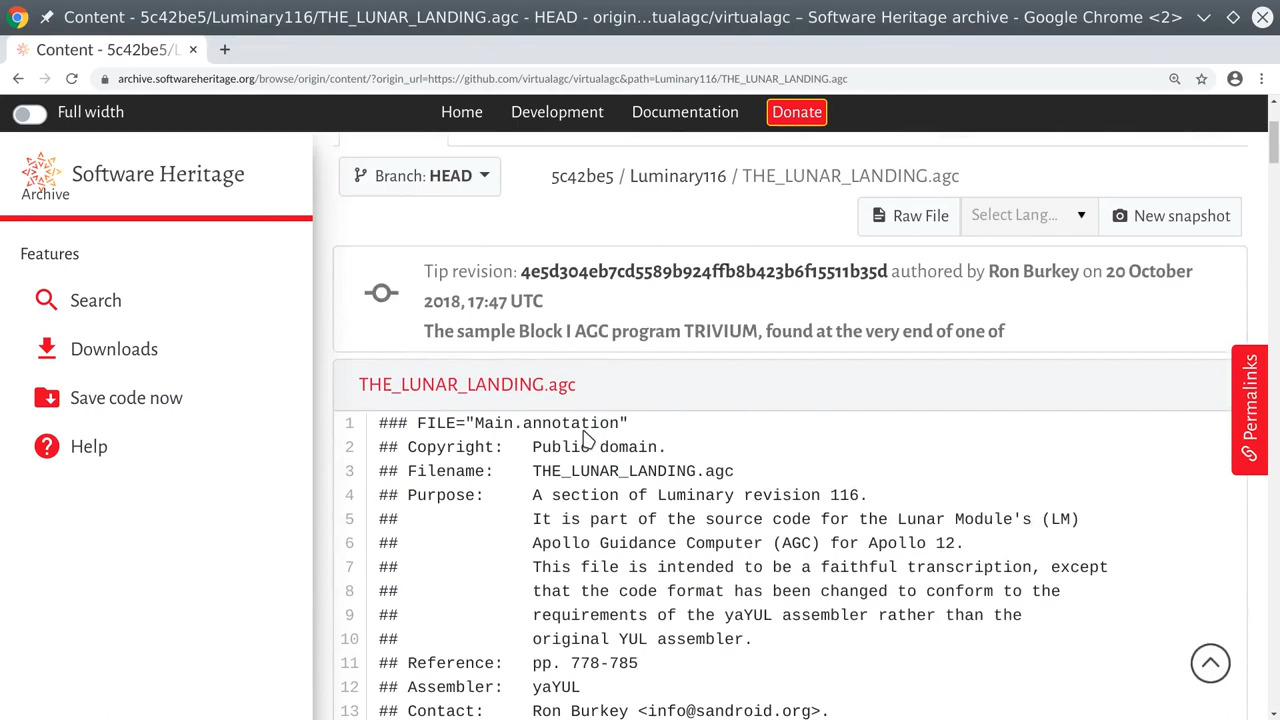 Content - 5c42be5/Luminary116/THE_LUNAR_LANDING.agc - HEAD - origin…tualagc/virtualagc – Software Heritage archive - Google Chrome <2>
Content - 5c42be5/L
archive.softwareheritage.org/browse/origin/content/?origin_url=https://github.com/virtualagc/virtualagc&path=Luminary116/THE_LUNAR_LANDING.agc
Full width Home Development Documentation Donate
Software Heritage
Archive
Features
Search
Downloads
Save code now
Help
Branch: HEAD 5c42be5 / Luminary116 / THE_LUNAR_LANDING.agc
Raw File Select Lang... New snapshot
Tip revision: 4e5d304eb7cd5589b924ffb8b423b6f15511b35d authored by Ron Burkey on 20 October
2018, 17:47 UTC
The sample Block I AGC program TRIVIUM, found at the very end of one of
Permalinks
THE_LUNAR_LANDING.agc
1 ### FILE="Main.annotation"
2 ## Copyright: Public domain.
3 ## Filename: THE_LUNAR_LANDING.agc
4 ## Purpose: A section of Luminary revision 116.
5 ## It is part of the source code for the Lunar Module's (LM)
6 ## Apollo Guidance Computer (AGC) for Apollo 12.
7 ## This file is intended to be a faithful transcription, except
8 ## that the code format has been changed to conform to the
9 ## requirements of the yaYUL assembler rather than the
10 ## original YUL assembler.
11 ## Reference: pp. 778-785
12 ## Assembler: yaYUL
13 ## Contact: Ron Burkey <info@sandroid.org>.